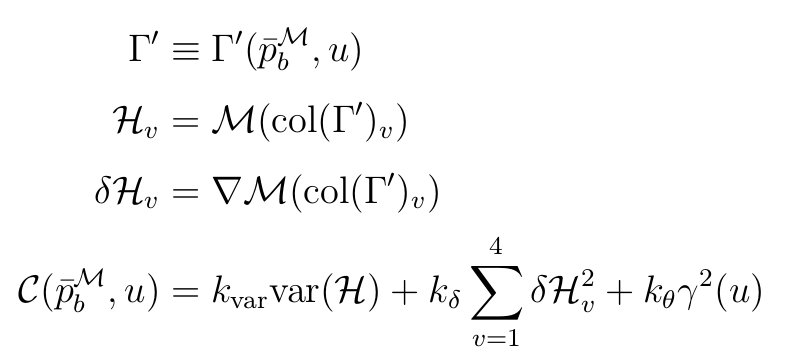 Γ′ ≡ Γ′(p̄_b^ℳ, u)
ℋ_v = ℳ(col(Γ′)_v)
δℋ_v = ∇ℳ(col(Γ′)_v)
𝒞(p̄_b^ℳ, u) = k_var var(ℋ) + k_δ ∑_{v=1}^{4} δℋ_v^2 + k_θ γ^2(u)